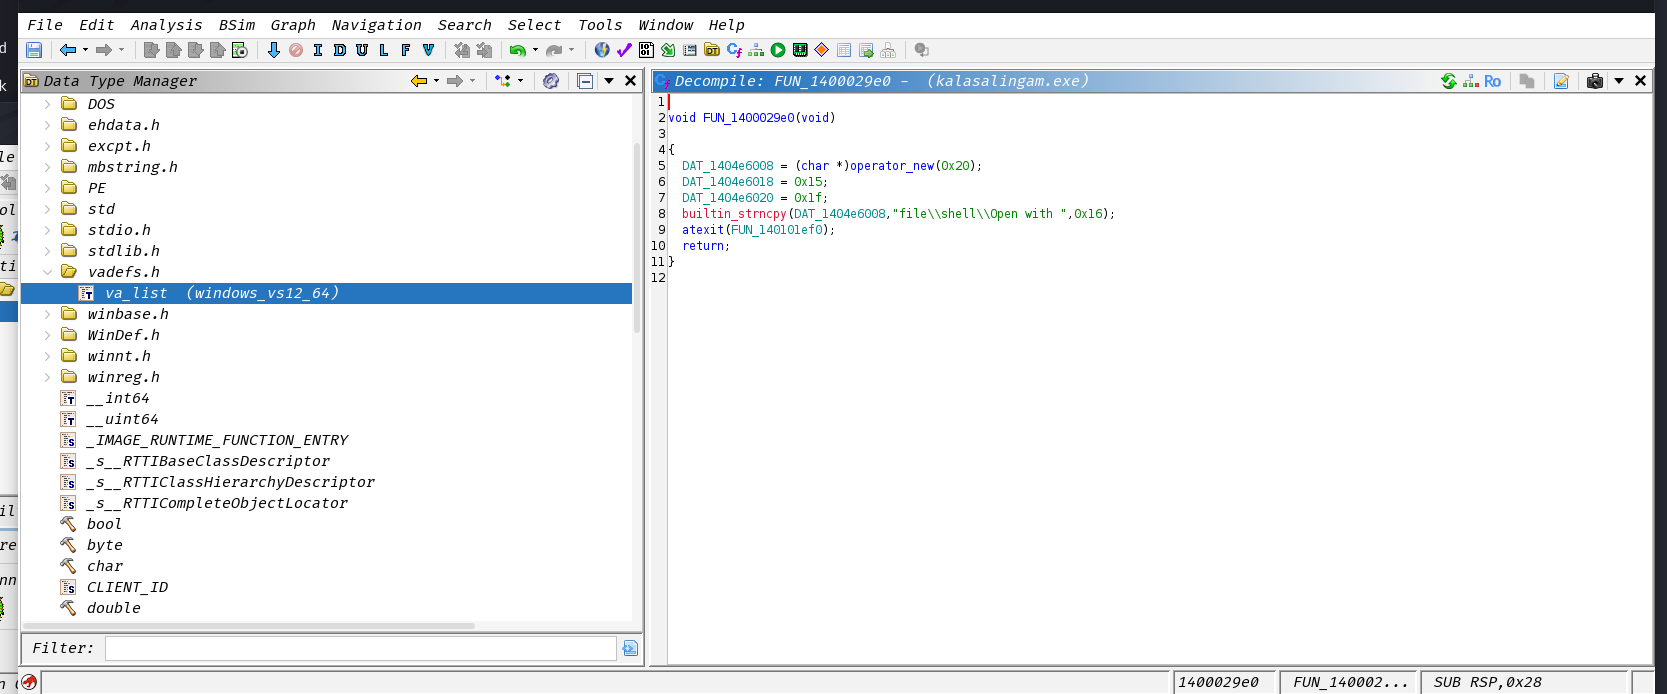 File Edit Analysis BSim Graph Navigation Search Select Tools Window Help
I D U L F V
Data Type Manager
DOS
ehdata.h
excpt.h
mbstring.h
PE
std
stdio.h
stdlib.h
vadefs.h
va_list (windows_vs12_64)
winbase.h
WinDef.h
winnt.h
winreg.h
__int64
__uint64
_IMAGE_RUNTIME_FUNCTION_ENTRY
_s__RTTIBaseClassDescriptor
_s__RTTIClassHierarchyDescriptor
_s__RTTICompleteObjectLocator
bool
byte
char
CLIENT_ID
double
Filter:
Decompile: FUN_1400029e0 - (kalasalingam.exe)
Ro
1
2 void FUN_1400029e0(void)
3
4 {
5 DAT_1404e6008 = (char *)operator_new(0x20);
6 DAT_1404e6018 = 0x15;
7 DAT_1404e6020 = 0x1f;
8 builtin_strncpy(DAT_1404e6008,"file\\shell\\Open with ",0x16);
9 atexit(FUN_140101ef0);
10 return;
11 }
12
1400029e0
FUN_140002...
SUB RSP,0x28